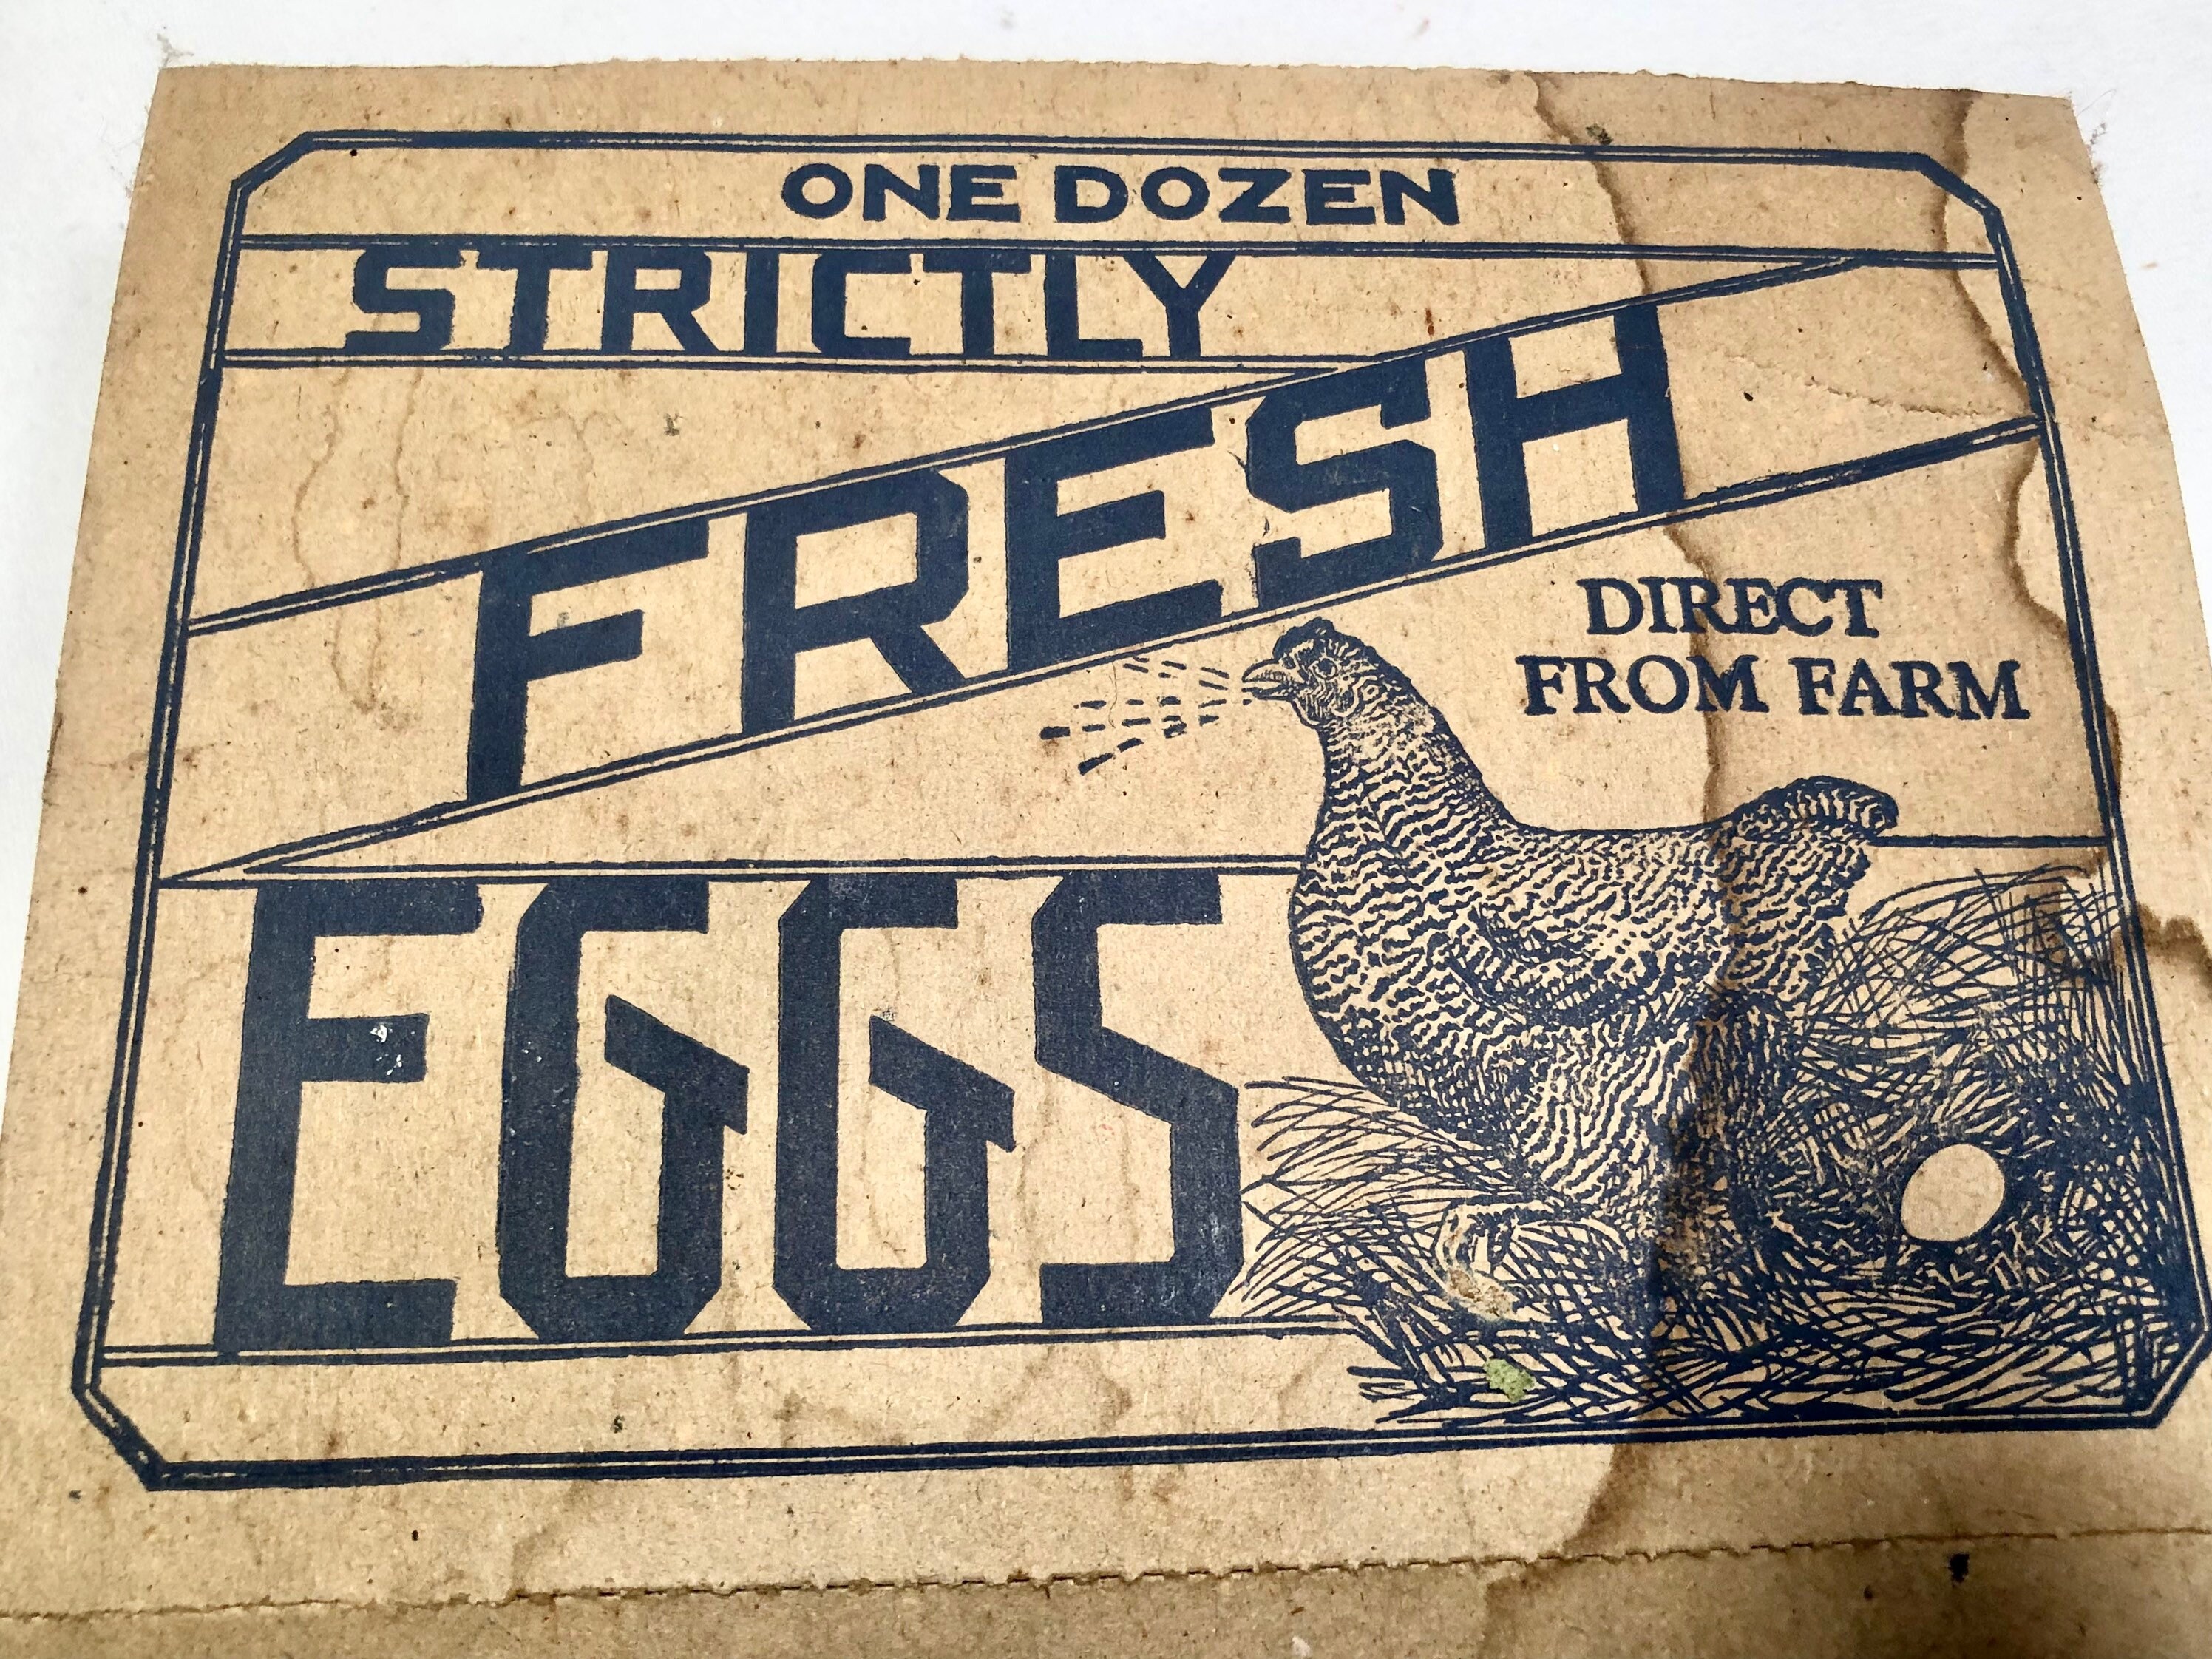 ONE DOZEN
STRICTLY
FRESH
DIRECT
FROM FARM
EGGS